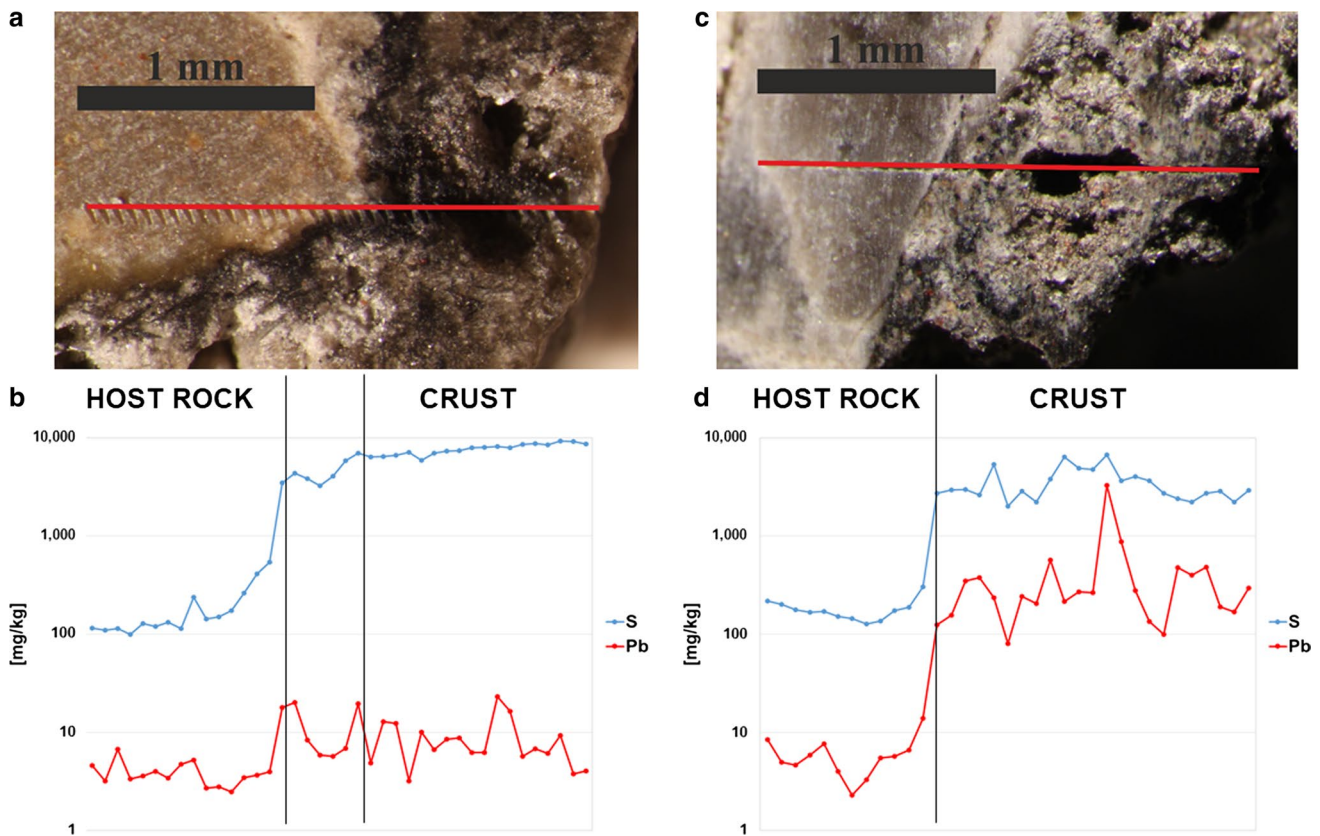 a
1 mm
c
1 mm
b
HOST ROCK
CRUST
10,000
1,000
100
10
1
[mg/kg]
S
Pb
d
HOST ROCK
CRUST
10,000
1,000
100
10
1
[mg/kg]
S
Pb